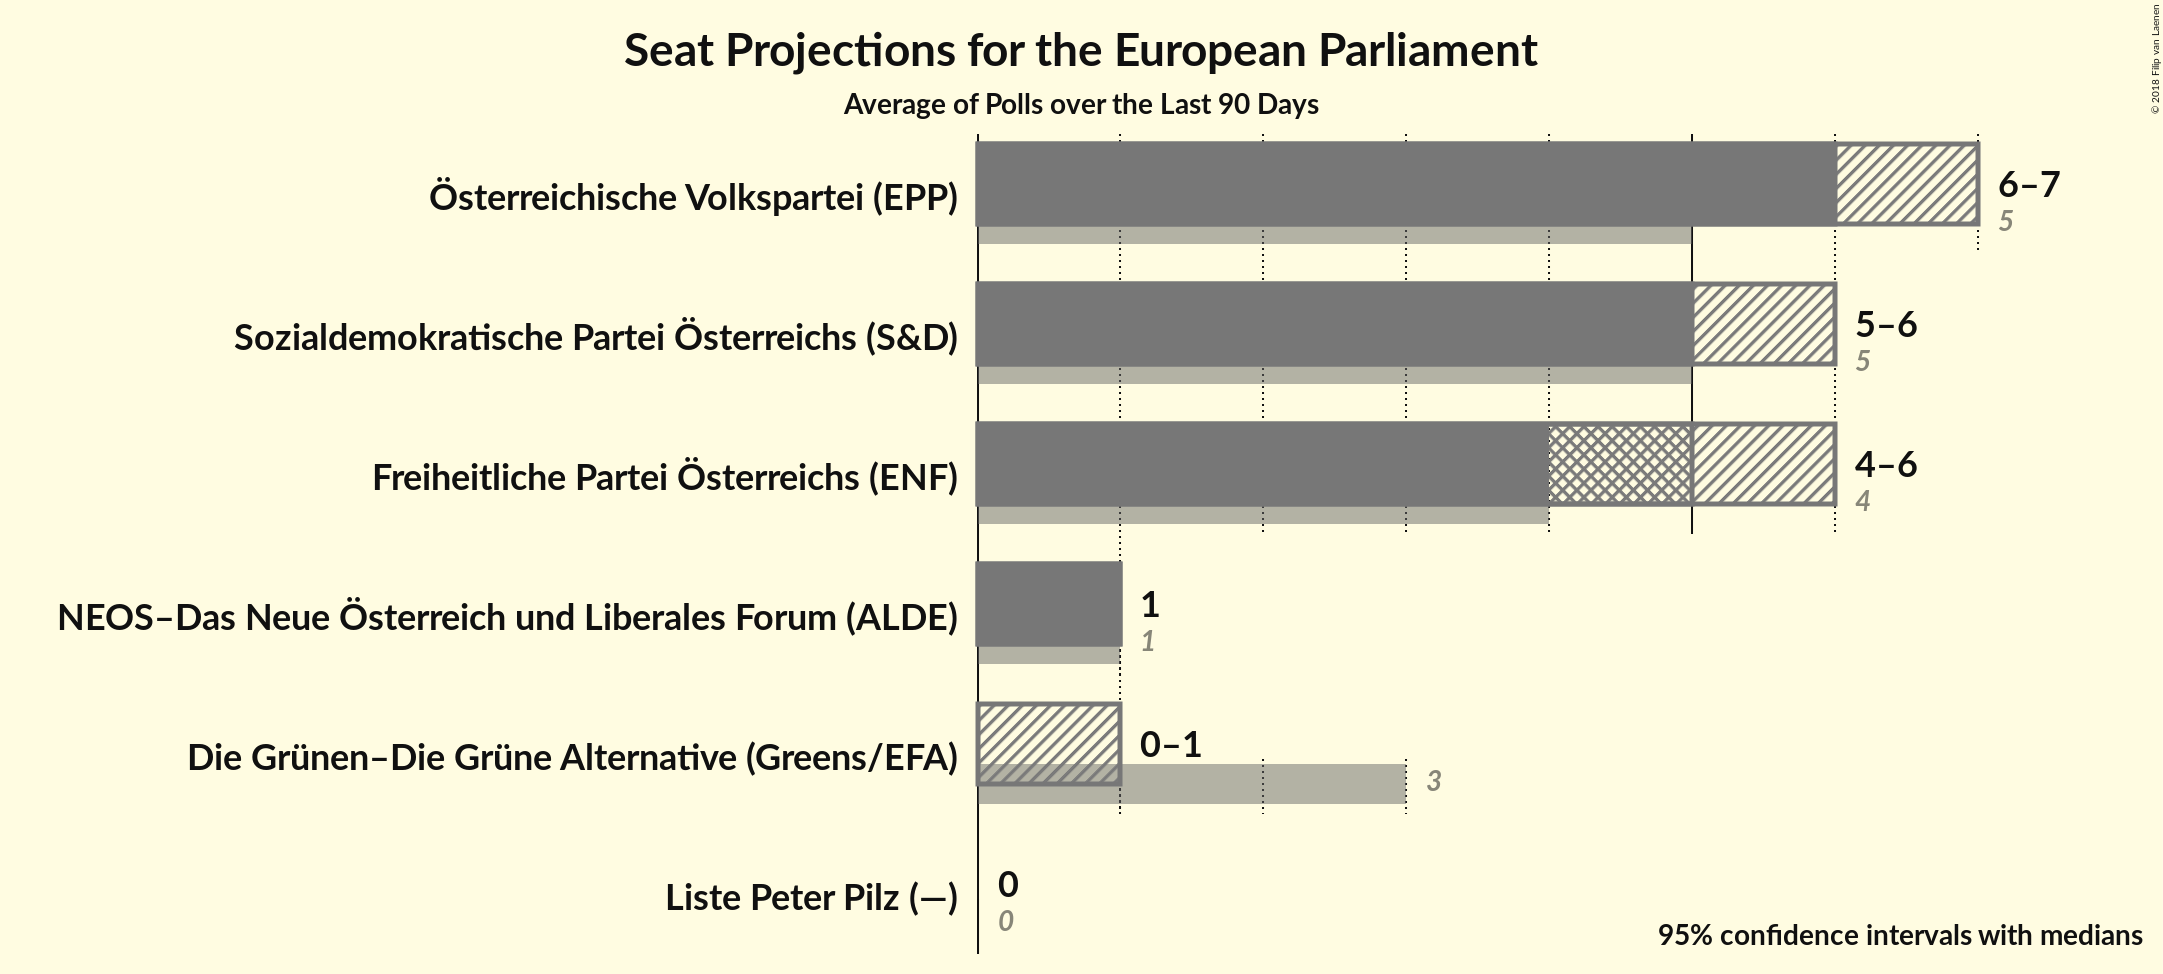 Seat Projections for the European Parliament
Average of Polls over the Last 90 Days
© 2018 Filip van Laenen
Österreichische Volkspartei (EPP)
6–7
5
Sozialdemokratische Partei Österreichs (S&D)
5–6
5
Freiheitliche Partei Österreichs (ENF)
4–6
4
NEOS–Das Neue Österreich und Liberales Forum (ALDE)
1
1
Die Grünen–Die Grüne Alternative (Greens/EFA)
0–1
3
Liste Peter Pilz (—)
0
0
95% confidence intervals with medians